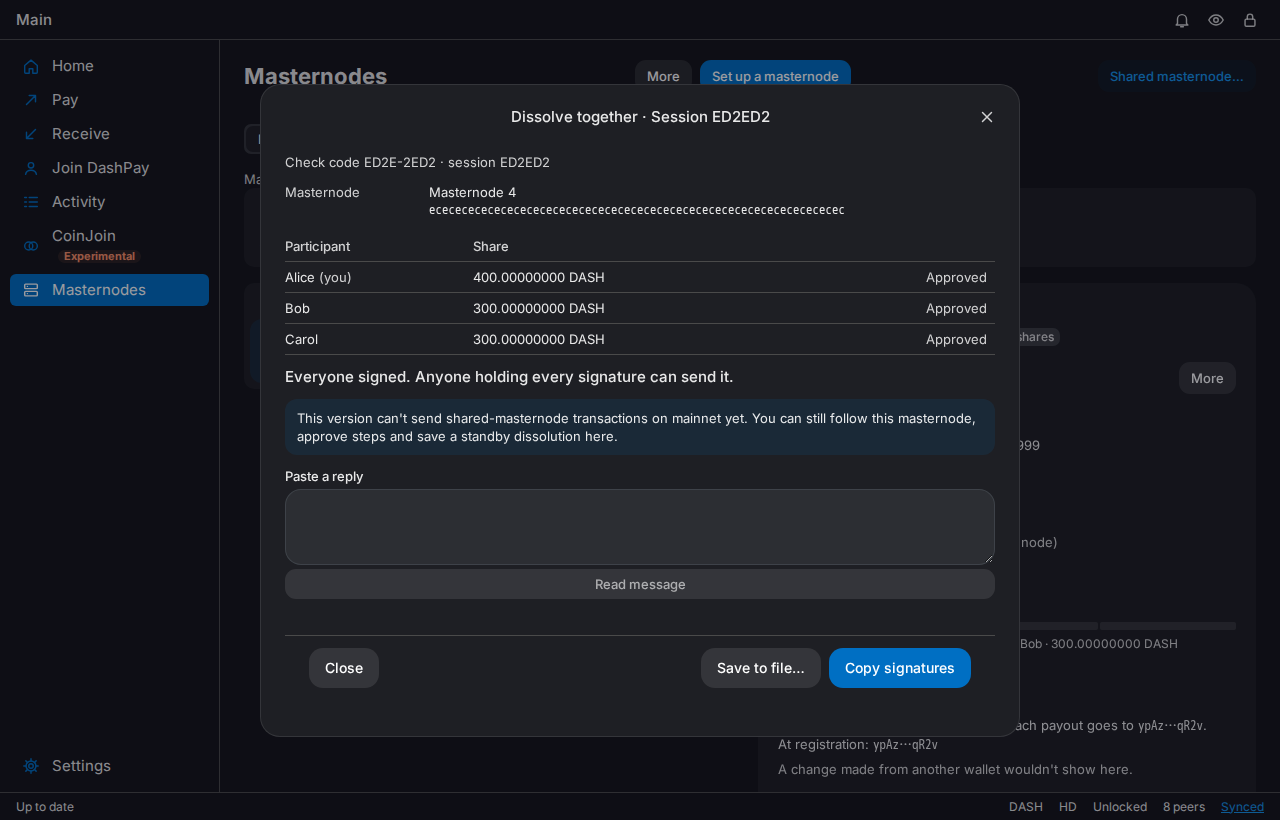 Main
Home
Pay
Receive
Join DashPay
Activity
CoinJoin
Experimental
Masternodes
Settings
Masternodes
More
Set up a masternode
Shared masternode...
Dissolve together · Session ED2ED2
Check code ED2E-2ED2 · session ED2ED2
Masternode
Masternode 4
ecececececececececececececececececececececececececececececececec
Participant Share
Alice (you) 400.00000000 DASH Approved
Bob 300.00000000 DASH Approved
Carol 300.00000000 DASH Approved
Everyone signed. Anyone holding every signature can send it.
This version can't send shared-masternode transactions on mainnet yet. You can still follow this masternode,
approve steps and save a standby dissolution here.
Paste a reply
Read message
Close
Save to file...
Copy signatures
shares
More
999
node)
Bob · 300.00000000 DASH
ach payout goes to ypAz⋯qR2v.
At registration: ypAz⋯qR2v
A change made from another wallet wouldn't show here.
Up to date
DASH HD Unlocked 8 peers Synced